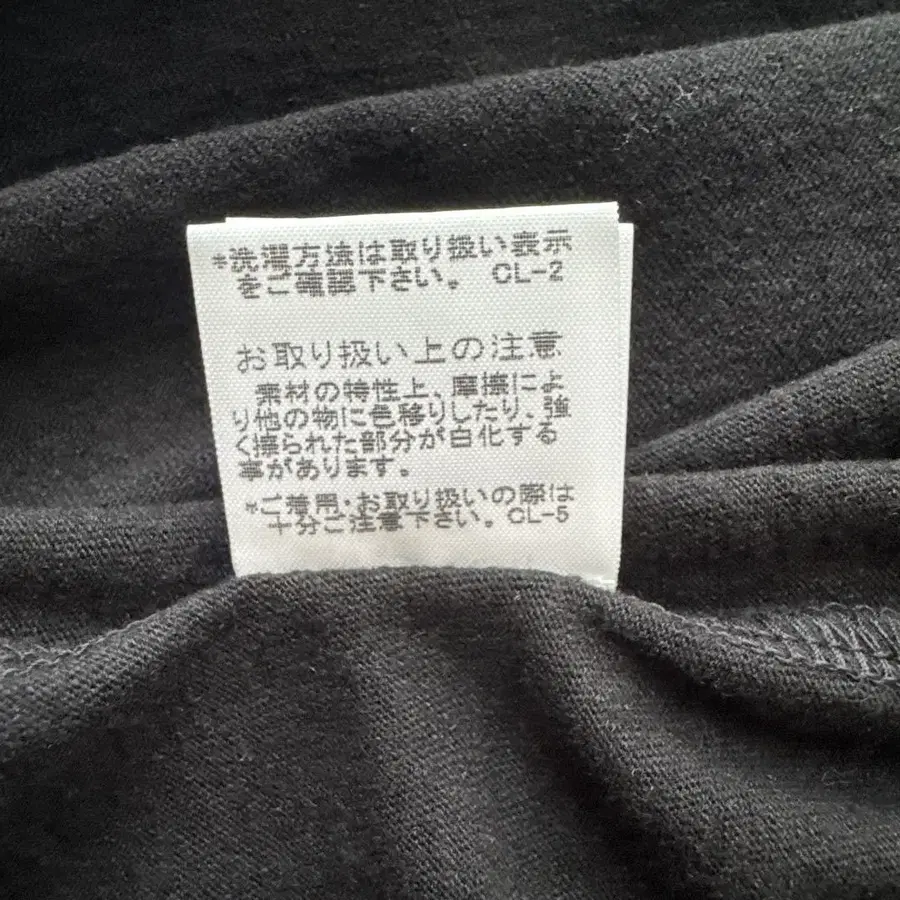 *洗濯方法は取り扱い表示
をご確認下さい。 CL-2
お取り扱い上の注意
素材の特性上、摩擦によ
り他の物に色移りしたり、強
く擦られた部分が白化する
事があります。
*ご着用・お取り扱いの際は
十分ご注意下さい。CL-5